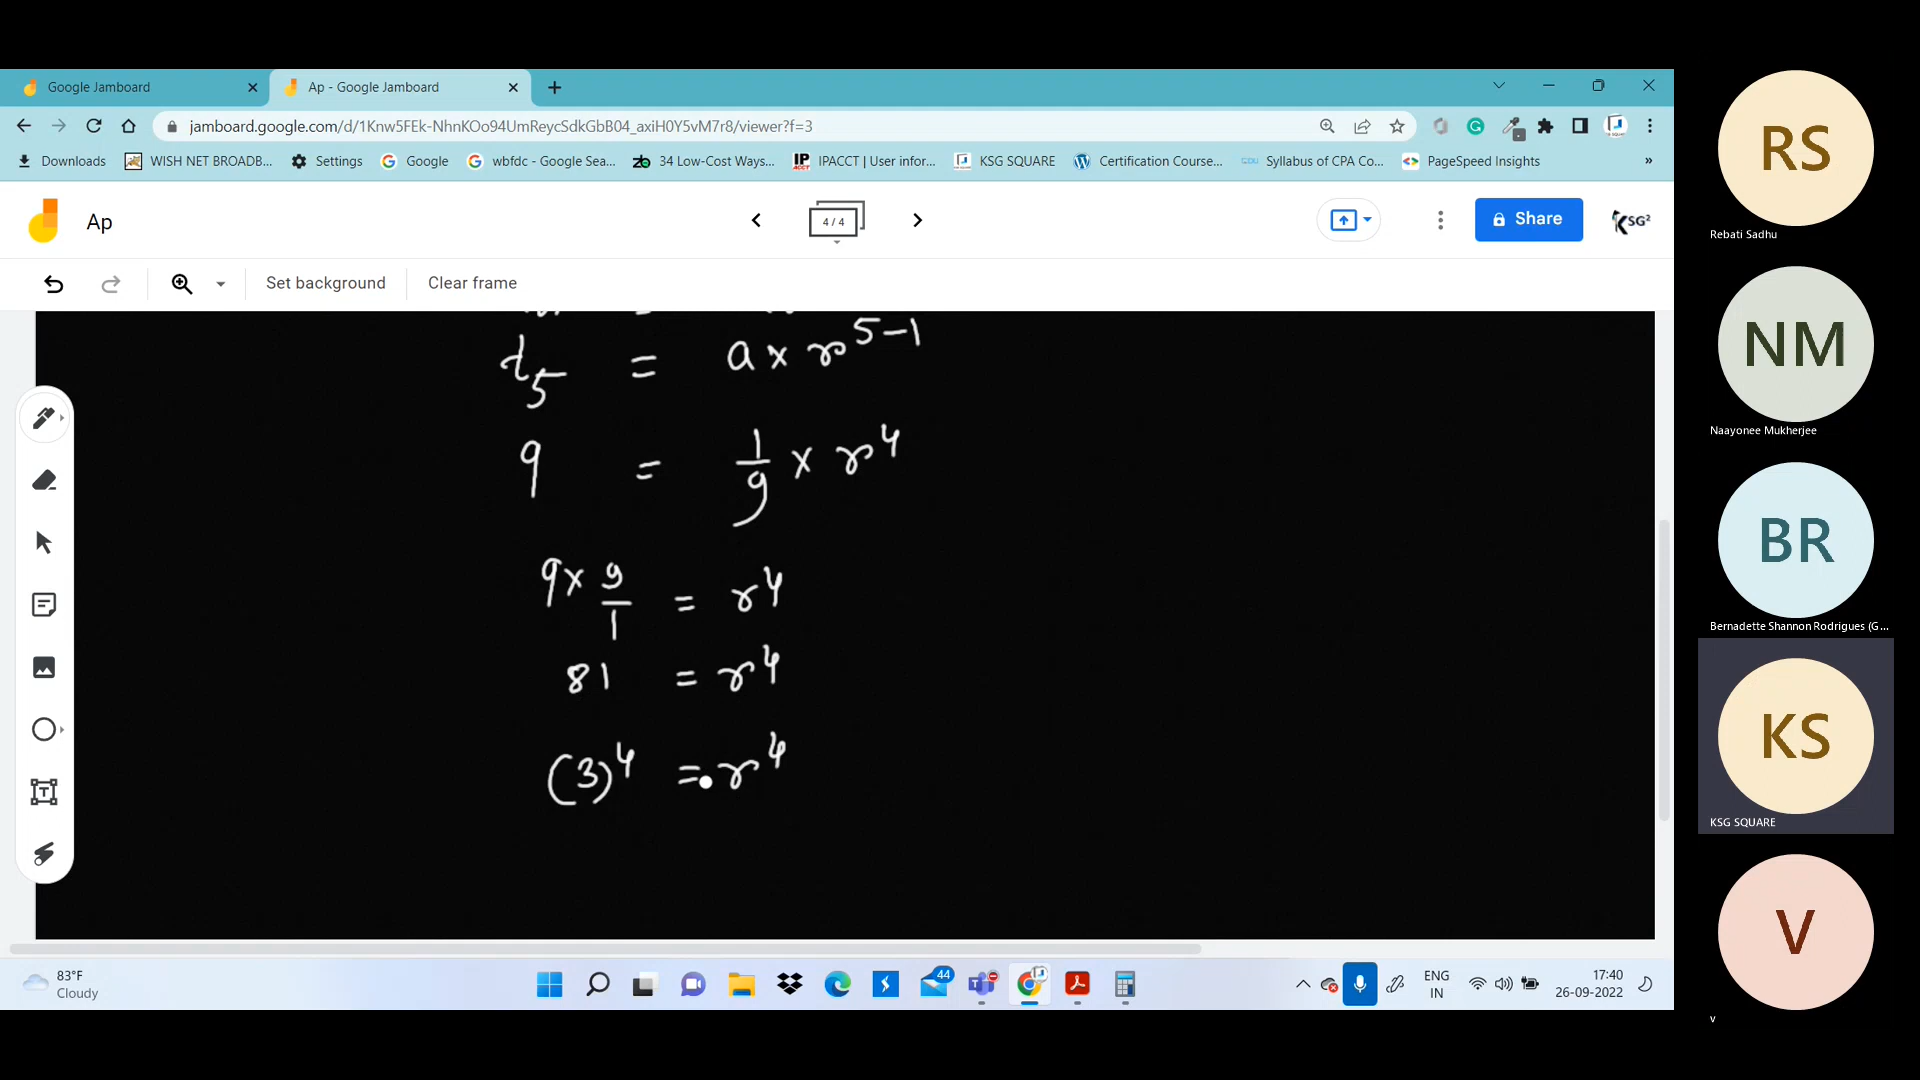 Google Jamboard
Ap - Google Jamboard
jamboard.google.com/d/1Knw5FEk-NhnKOo94UmReycSdkGbB04_axiH0Y5vM7r8/viewer?f=3
Downloads WISH NET BROADB... Settings Google wbfdc - Google Sea... 34 Low-Cost Ways... IPACCT | User infor... KSG SQUARE Certification Course... Syllabus of CPA Co... PageSpeed Insights »
Ap
4 / 4
Share
KSG²
Set background Clear frame
t₅ = a × r⁵⁻¹
9 = 1/9 × r⁴
9 × 9/1 = r⁴
81 = r⁴
(3)⁴ = r⁴
83°F
Cloudy
44
ENG
IN
17:40
26-09-2022
RS
Rebati Sadhu
NM
Naayonee Mukherjee
BR
Bernadette Shannon Rodrigues (G...
KS
KSG SQUARE
V
v